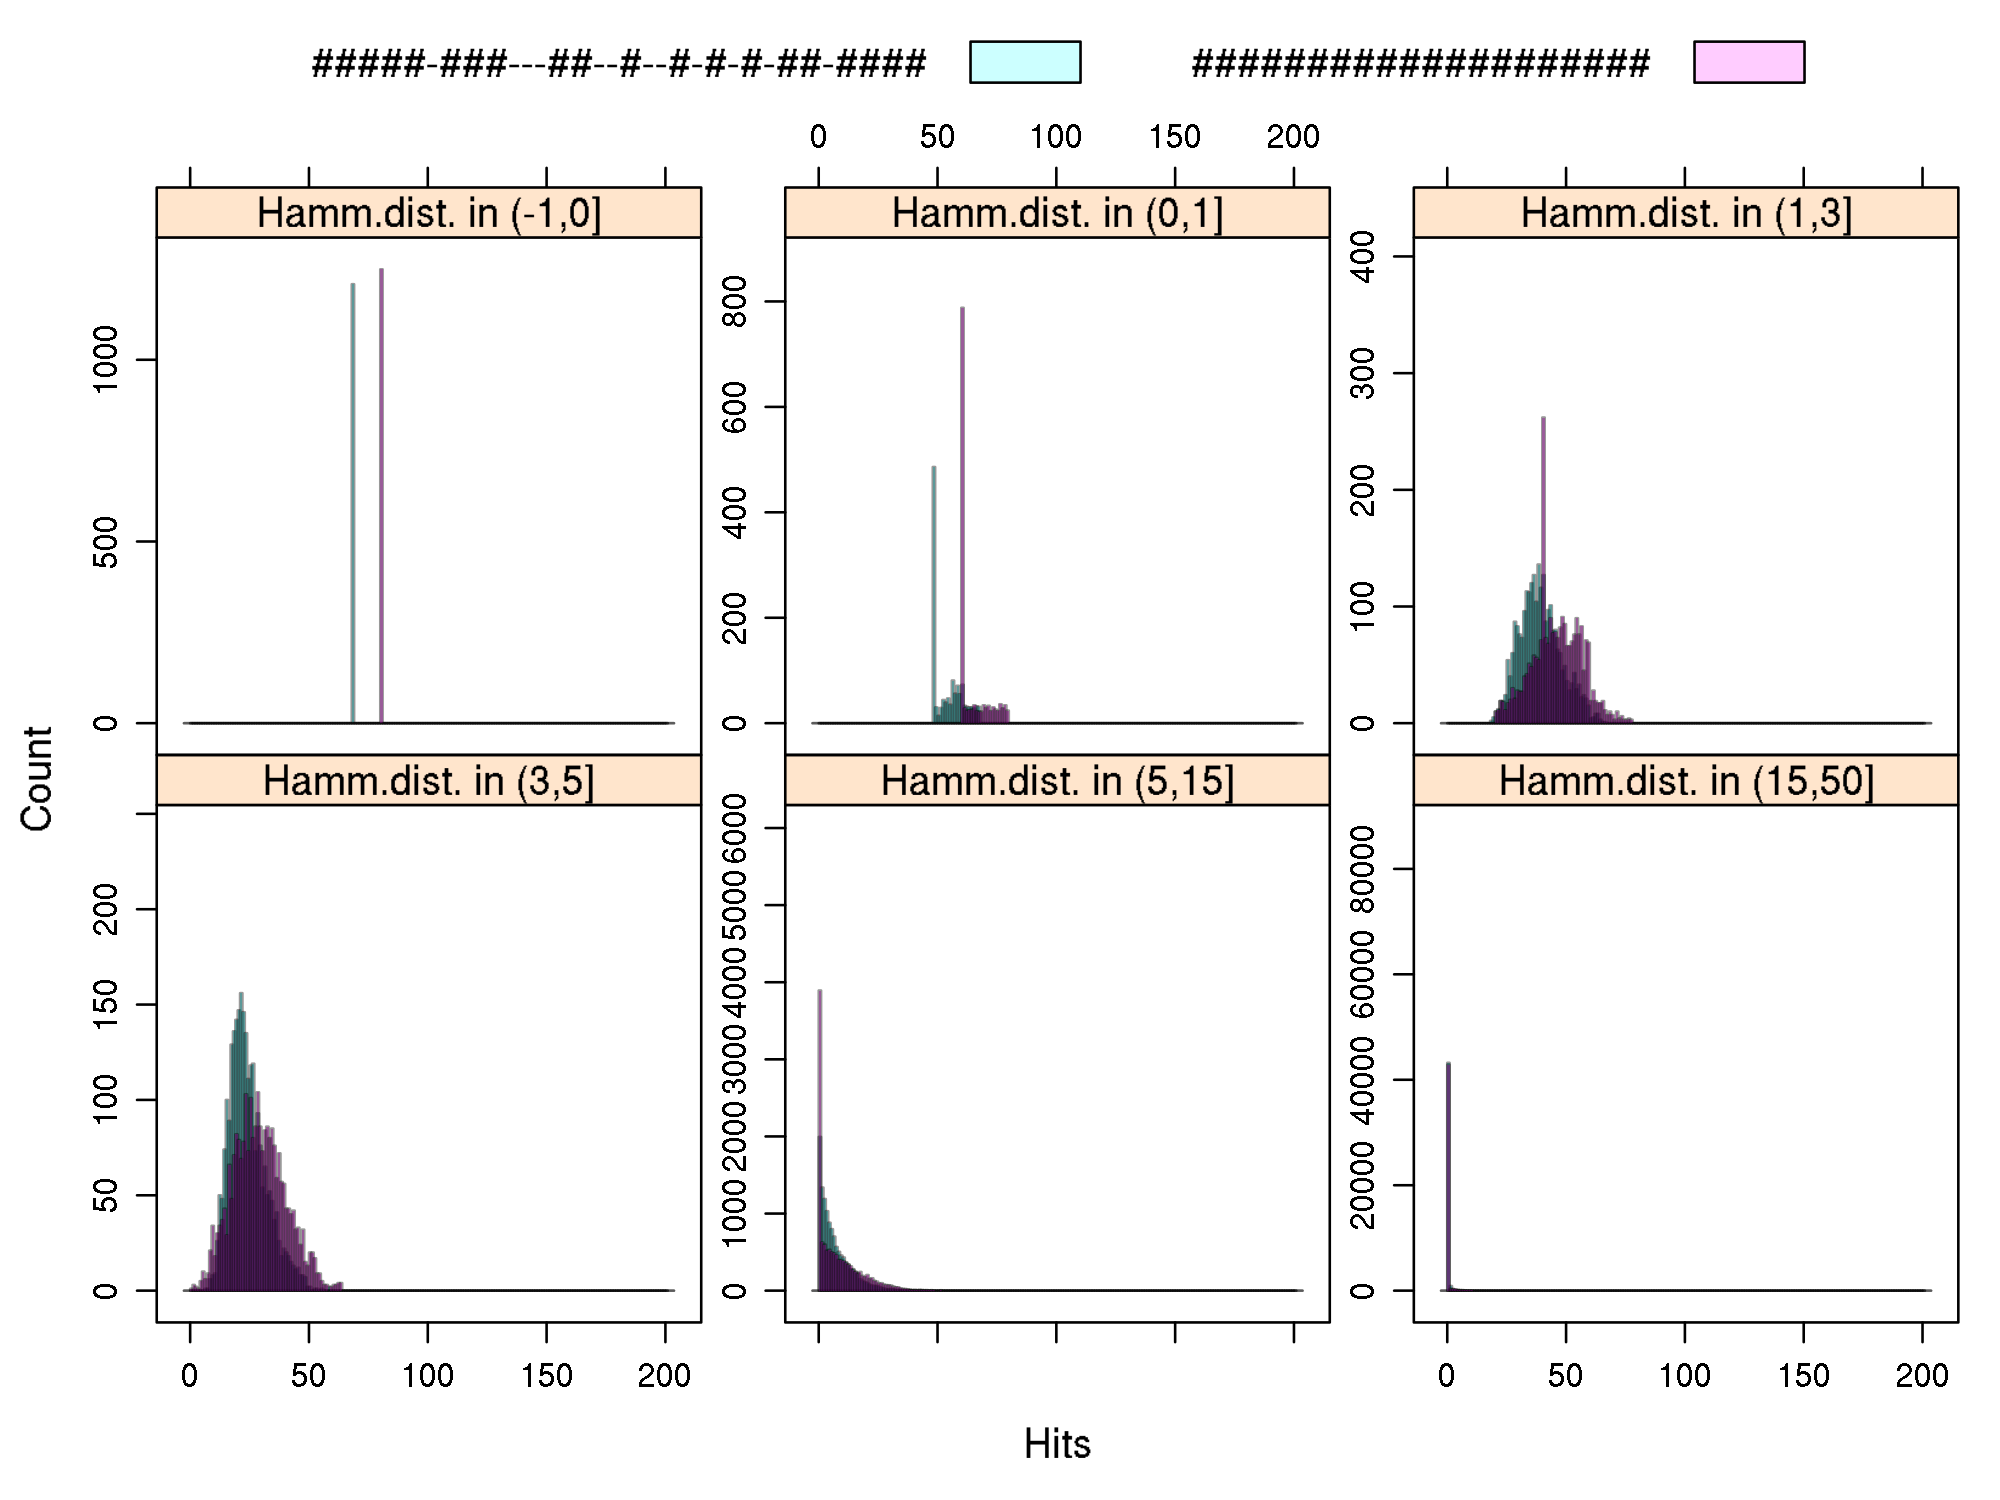 #####-###---##--#--#-#-#-##-#### ####################
0 50 100 150 200
Hamm.dist. in (-1,0] Hamm.dist. in (0,1] Hamm.dist. in (1,3]
0 500 1000
0 200 400 600 800
0 100 200 300 400
Count
Hamm.dist. in (3,5] Hamm.dist. in (5,15] Hamm.dist. in (15,50]
0 50 100 150 200
0 1000 2000 3000 4000 5000 6000
0 20000 40000 60000 80000
0 50 100 150 200 0 50 100 150 200
Hits